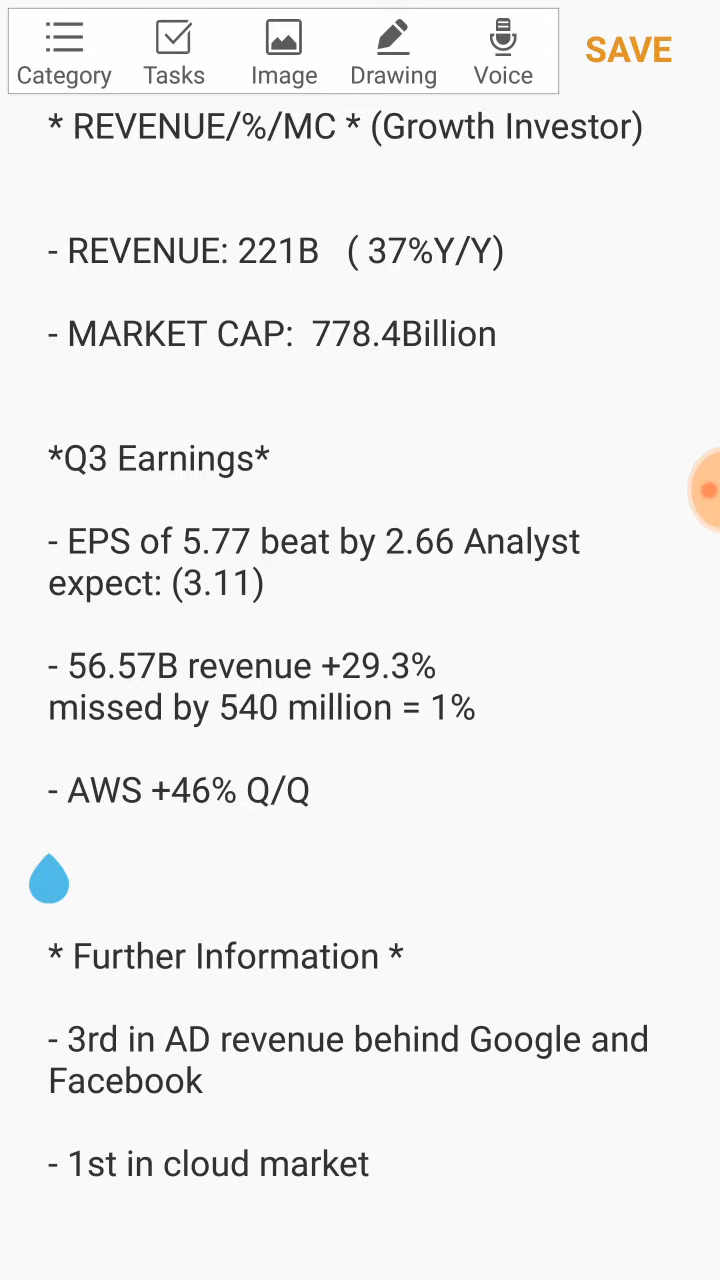 Category Tasks Image Drawing Voice SAVE
* REVENUE/%/MC * (Growth Investor)
- REVENUE: 221B ( 37%Y/Y)
- MARKET CAP: 778.4Billion
*Q3 Earnings*
- EPS of 5.77 beat by 2.66 Analyst
expect: (3.11)
- 56.57B revenue +29.3%
missed by 540 million = 1%
- AWS +46% Q/Q
* Further Information *
- 3rd in AD revenue behind Google and
Facebook
- 1st in cloud market